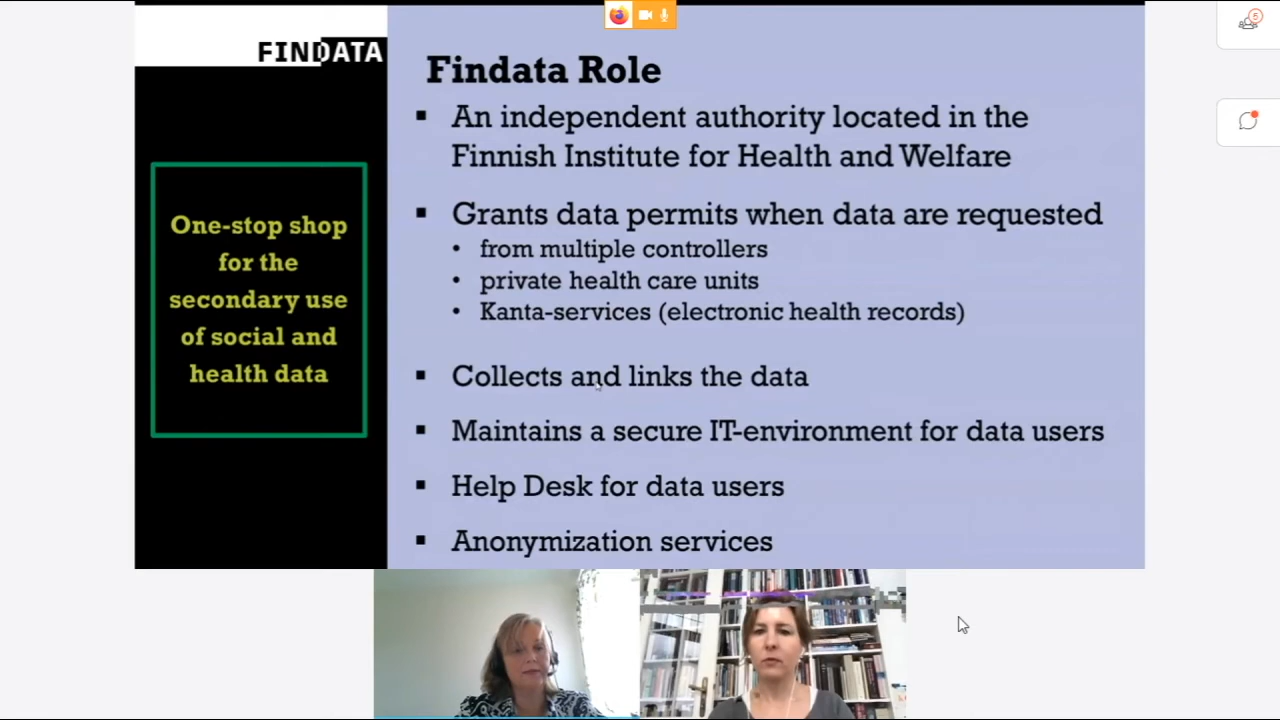 FINDATA
One-stop shop
for the
secondary use
of social and
health data
Findata Role
▪ An independent authority located in the
Finnish Institute for Health and Welfare
▪ Grants data permits when data are requested
• from multiple controllers
• private health care units
• Kanta-services (electronic health records)
▪ Collects and links the data
▪ Maintains a secure IT-environment for data users
▪ Help Desk for data users
▪ Anonymization services
5